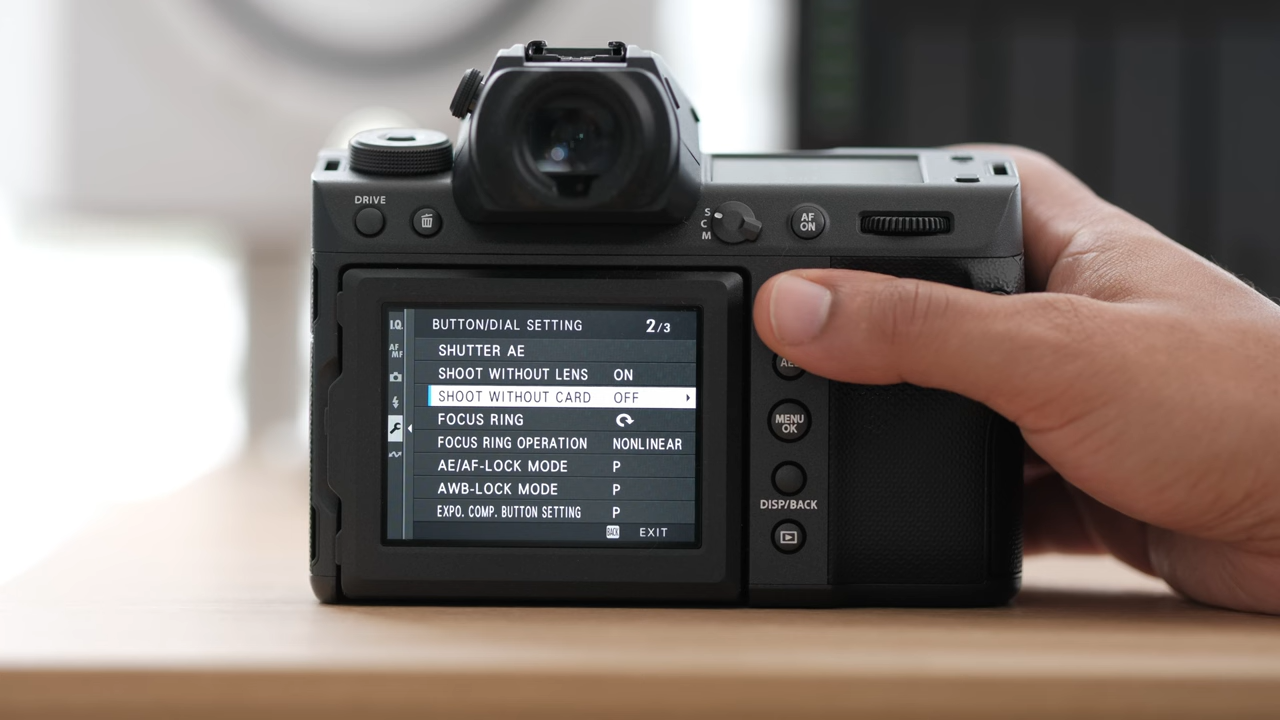 DRIVE
S
C
M
AF
ON
I.Q.
AF
MF
BUTTON/DIAL SETTING 2/3
SHUTTER AE
SHOOT WITHOUT LENS ON
SHOOT WITHOUT CARD OFF
FOCUS RING
FOCUS RING OPERATION NONLINEAR
AE/AF-LOCK MODE P
AWB-LOCK MODE P
EXPO. COMP. BUTTON SETTING P
BACK EXIT
MENU
OK
DISP/BACK